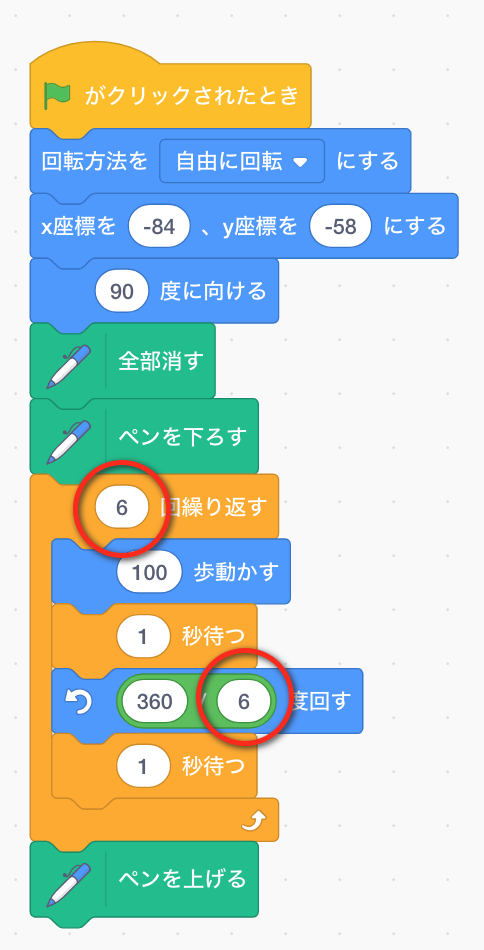 がクリックされたとき
回転方法を 自由に回転 にする
x座標を -84 、y座標を -58 にする
90 度に向ける
全部消す
ペンを下ろす
6 回繰り返す
100 歩動かす
1 秒待つ
360 / 6 度回す
1 秒待つ
ペンを上げる